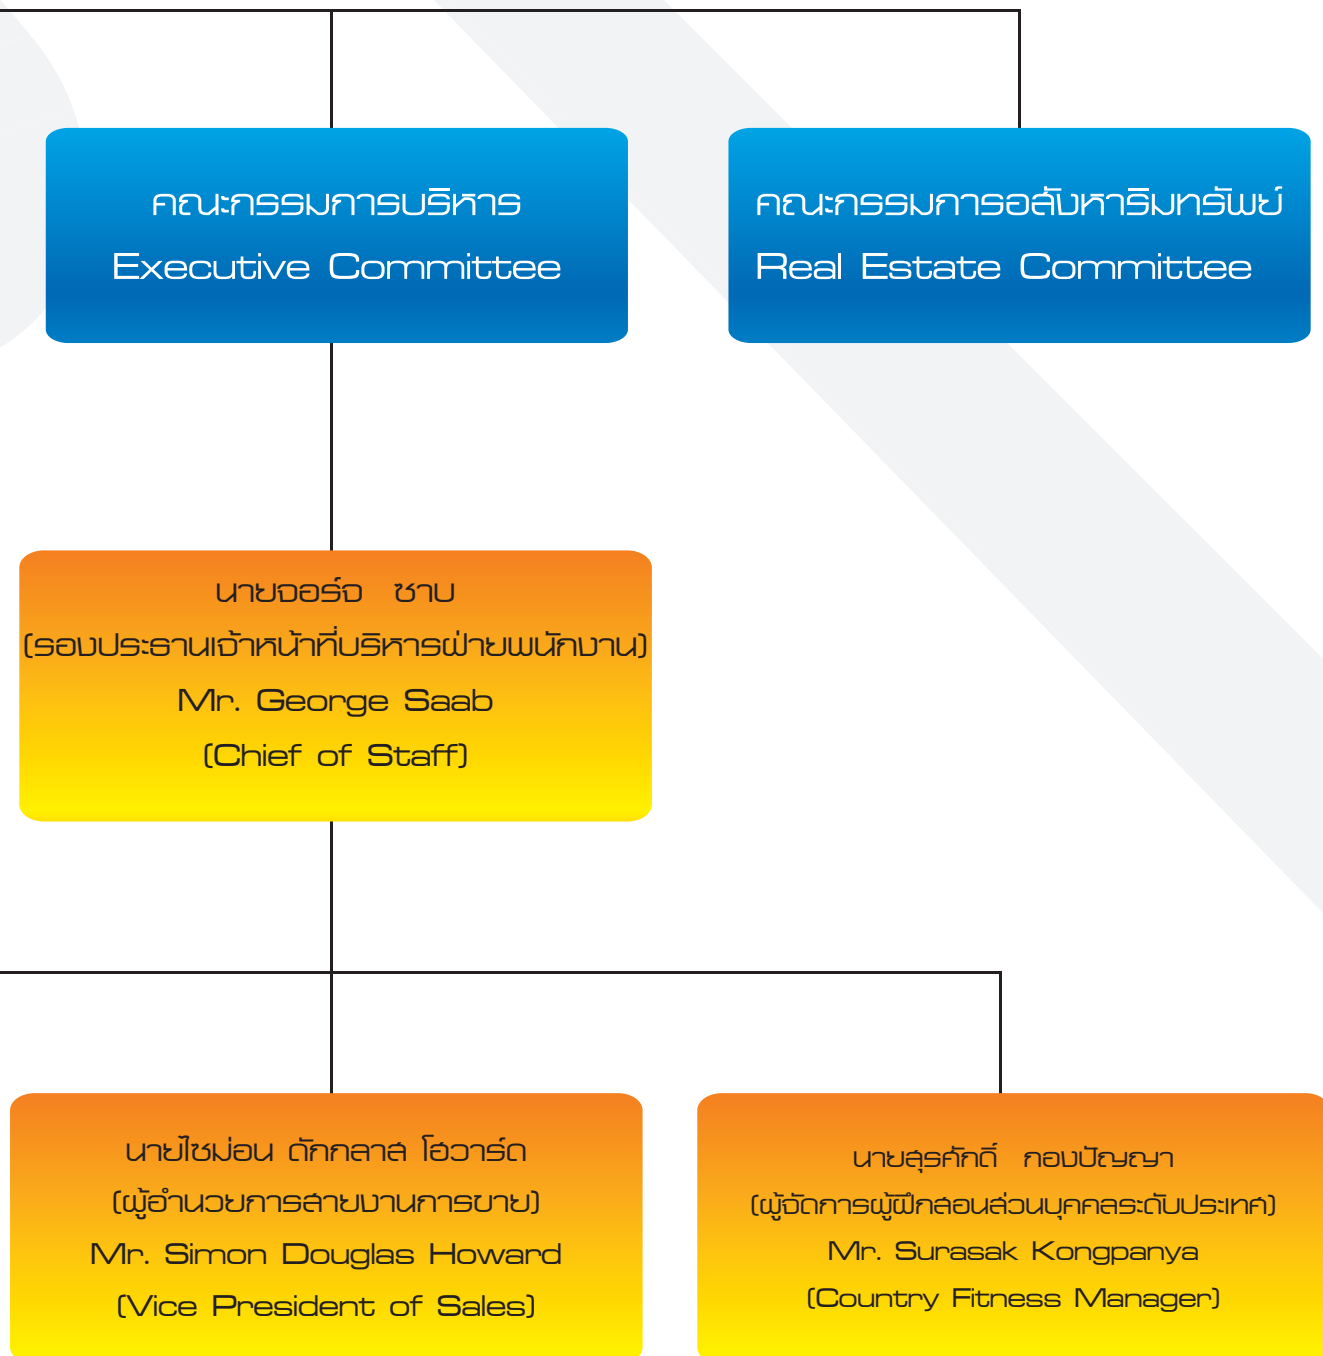 คณะกรรมการบริหาร
Executive Committee
คณะกรรมการอสังหาริมทรัพย์
Real Estate Committee
นายจอร์จ ซาบ
(รองประธานเจ้าหน้าที่บริหารฝ่ายพนักงาน)
Mr. George Saab
(Chief of Staff)
นายไซม่อน ดักกลาส โฮวาร์ด
(ผู้อำนวยการสายงานการขาย)
Mr. Simon Douglas Howard
(Vice President of Sales)
นายสุรศักดิ์ กองปัญญา
(ผู้จัดการผู้ฝึกสอนส่วนบุคคลระดับประเทศ)
Mr. Surasak Kongpanya
(Country Fitness Manager)